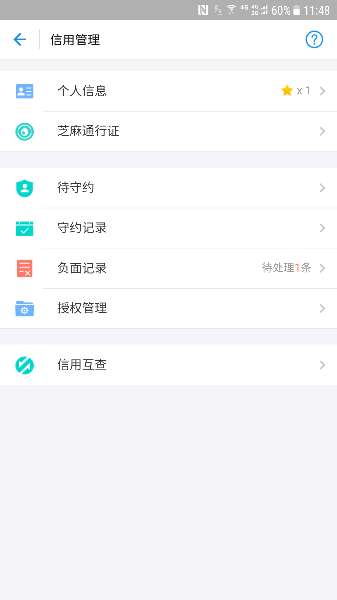 60% 11:48
信用管理
个人信息 x 1
芝麻通行证
待守约
守约记录
负面记录 待处理1条
授权管理
信用互查